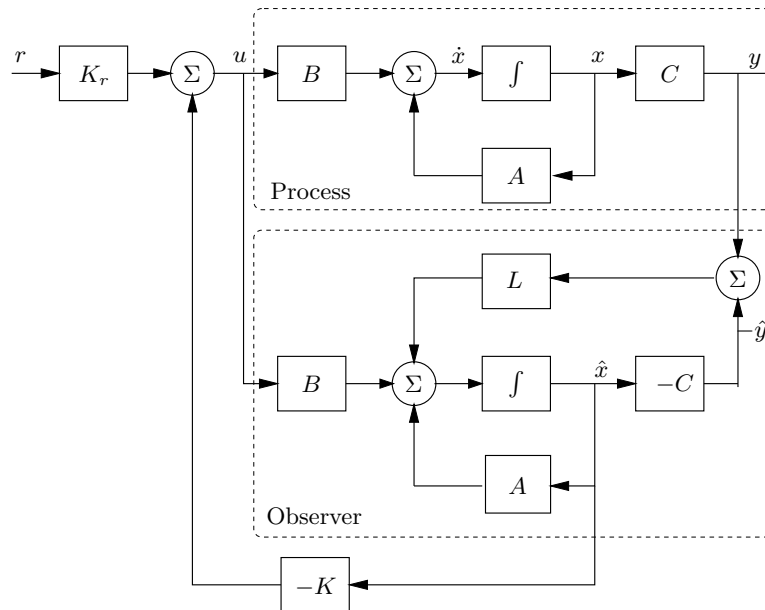 r K_r Σ u B Σ ẋ ∫ x C y
A
Process
L Σ
−ŷ
B Σ ∫ x̂ −C
A
Observer
−K